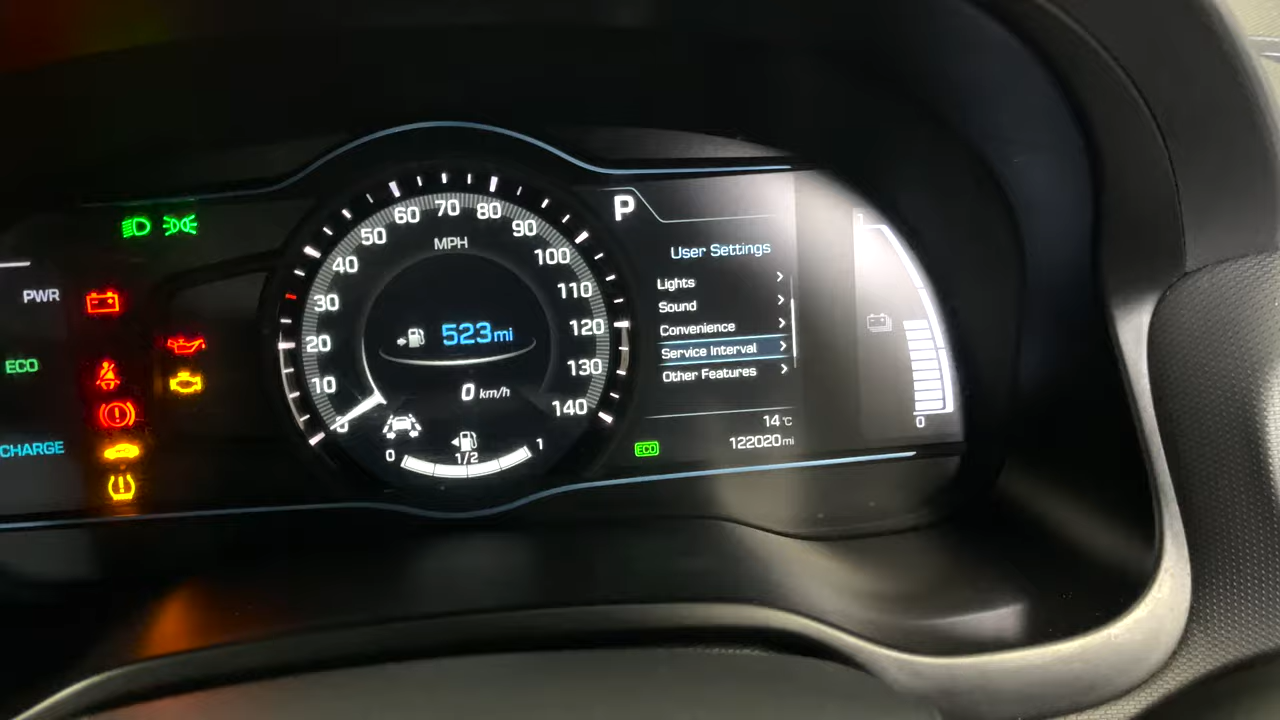 PWR
ECO
CHARGE
0
10
20
30
40
50
60
70
80
90
100
110
120
130
140
MPH
523mi
0 km/h
0
1/2
1
P
User Settings
Lights
Sound
Convenience
Service Interval
Other Features
ECO
14°C
122020mi
1
0